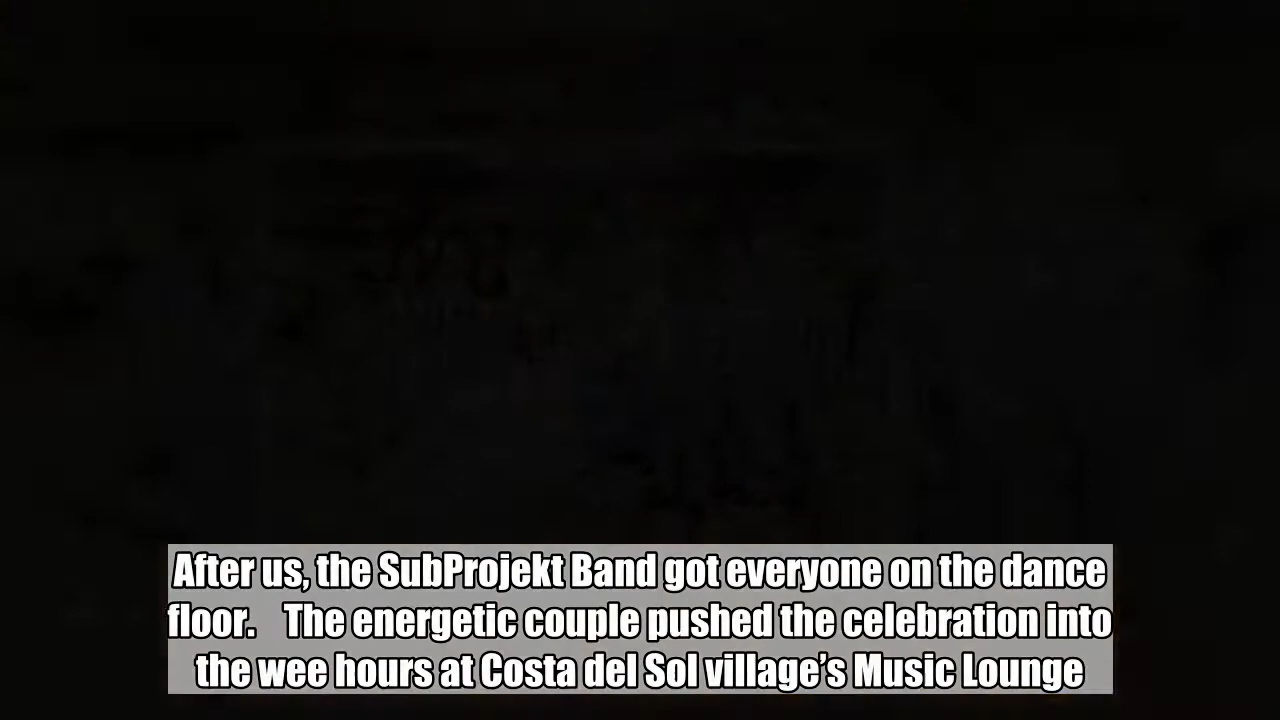 After us, the SubProjekt Band got everyone on the dance
floor.    The energetic couple pushed the celebration into
the wee hours at Costa del Sol village’s Music Lounge